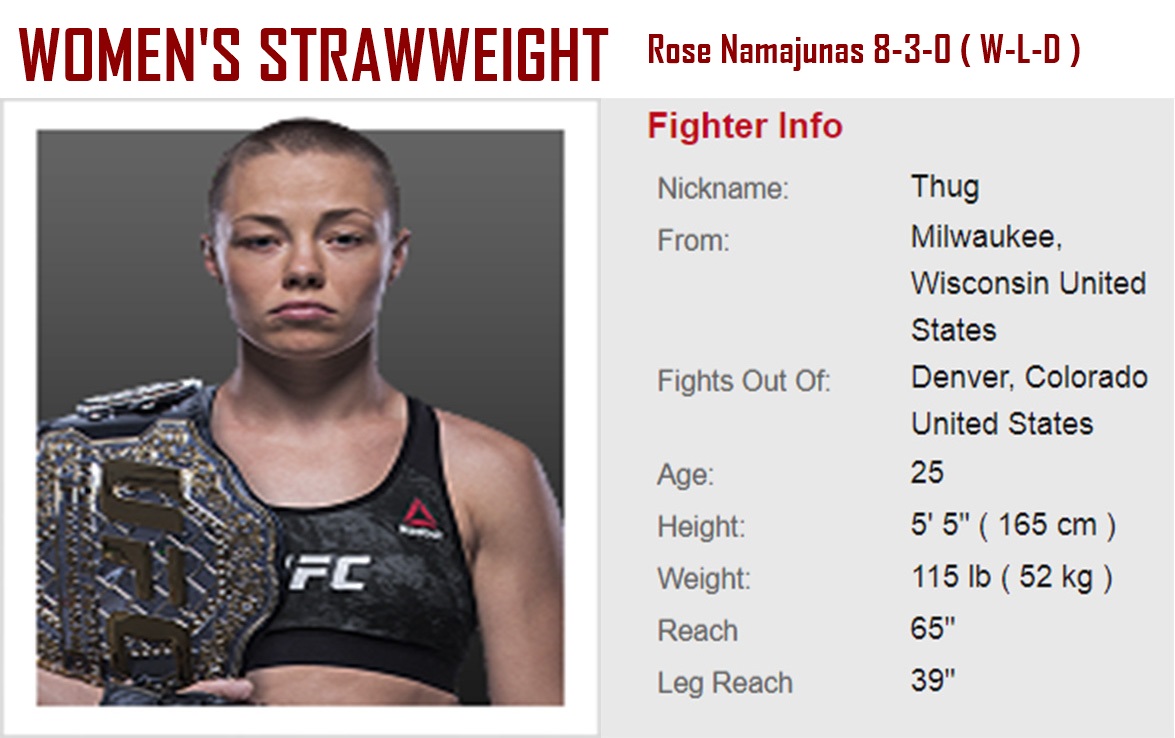 WOMEN'S STRAWWEIGHT
Rose Namajunas 8-3-0 ( W-L-D )
Fighter Info
Nickname: Thug
From: Milwaukee,
Wisconsin United
States
Fights Out Of: Denver, Colorado
United States
Age: 25
Height: 5' 5" ( 165 cm )
Weight: 115 lb ( 52 kg )
Reach 65"
Leg Reach 39"
UFC
Reebok
UFC